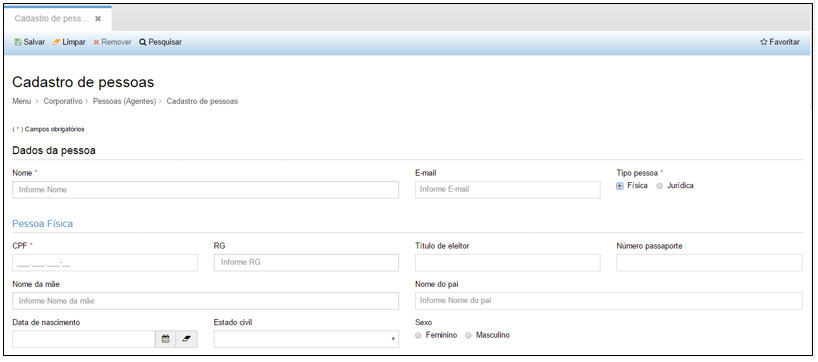 Cadastro de pess... ✖
Salvar Limpar Remover Pesquisar Favoritar
Cadastro de pessoas
Menu > Corporativo > Pessoas (Agentes) > Cadastro de pessoas
( * ) Campos obrigatórios
Dados da pessoa
Nome * E-mail Tipo pessoa *
Informe Nome Informe E-mail Física Jurídica
Pessoa Física
CPF * RG Título de eleitor Número passaporte
___.___.___-__ Informe RG
Nome da mãe Nome do pai
Informe Nome da mãe Informe Nome do pai
Data de nascimento Estado civil Sexo
Feminino Masculino